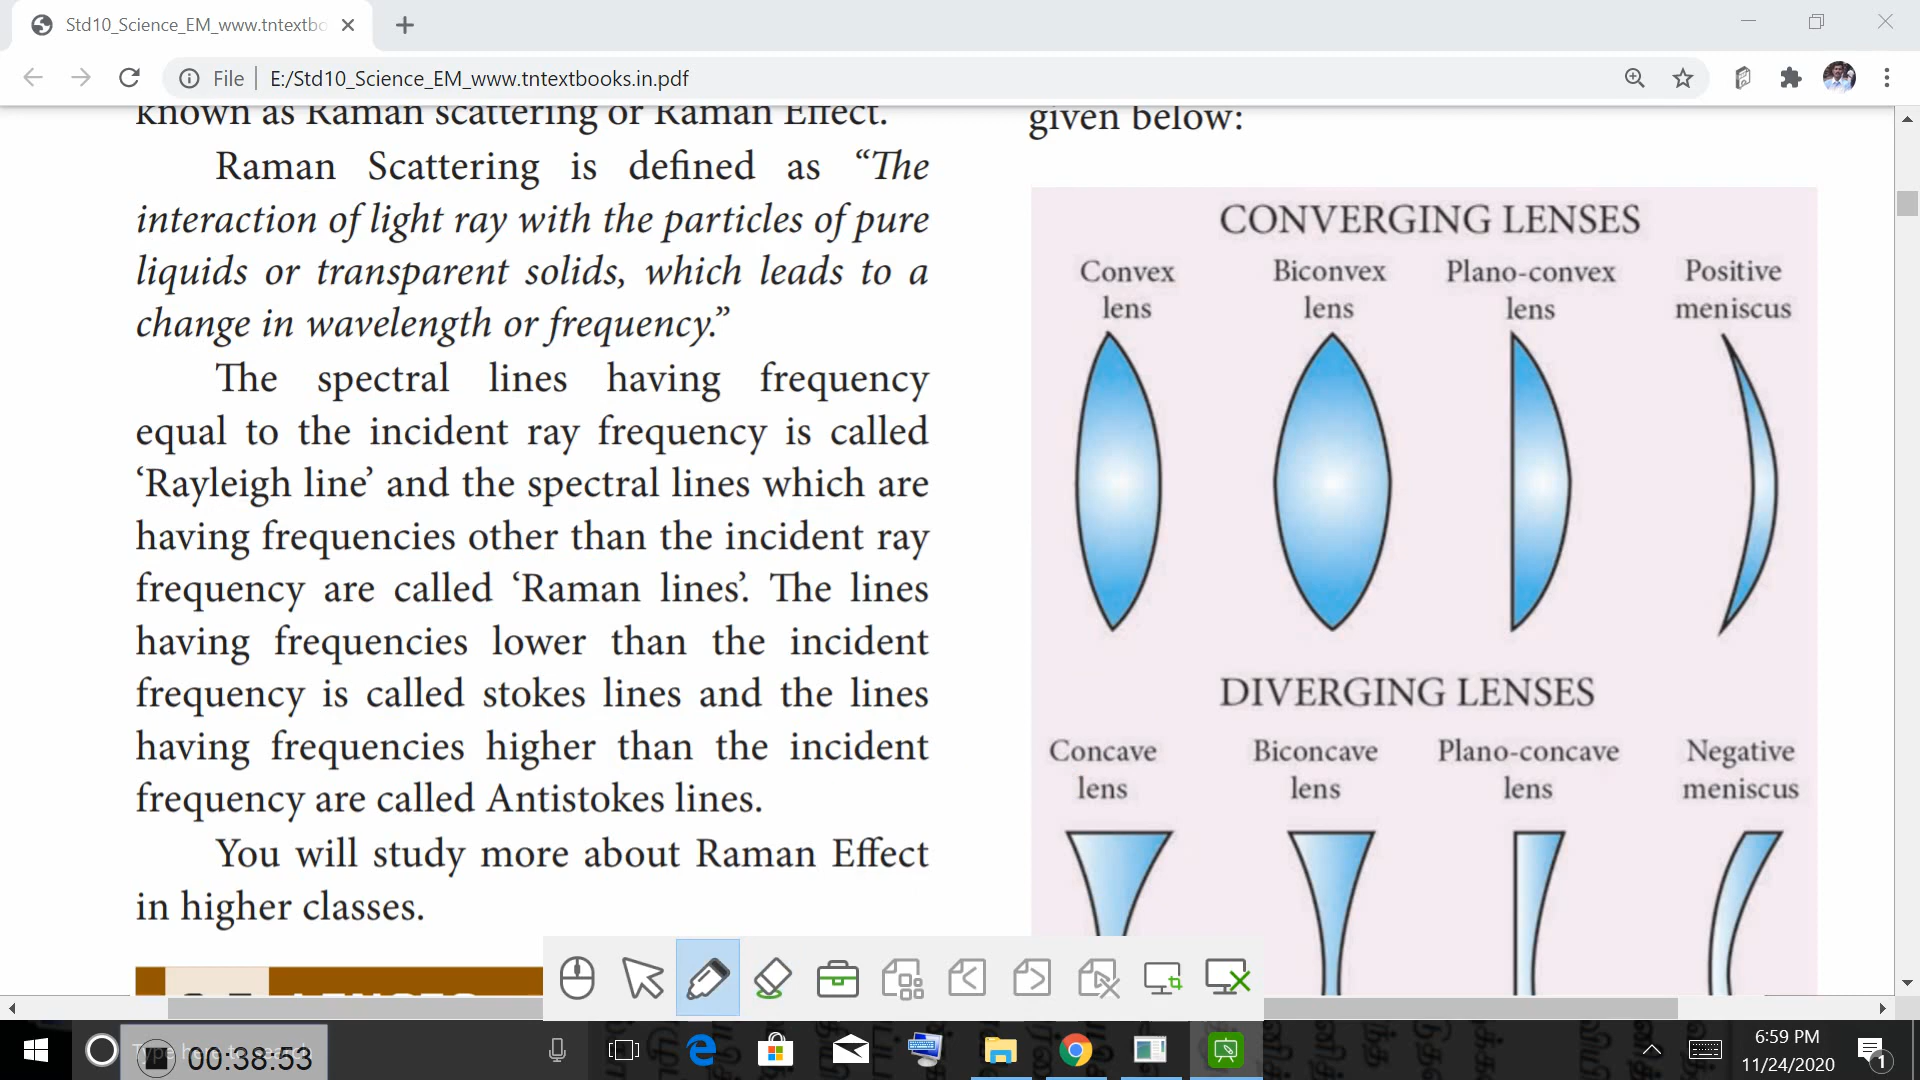 Std10_Science_EM_www.tntextbo
File
E:/Std10_Science_EM_www.tntextbooks.in.pdf
known as Raman scattering or Raman Effect.
Raman Scattering is defined as “The
interaction of light ray with the particles of pure
liquids or transparent solids, which leads to a
change in wavelength or frequency.”
The spectral lines having frequency
equal to the incident ray frequency is called
‘Rayleigh line’ and the spectral lines which are
having frequencies other than the incident ray
frequency are called ‘Raman lines’. The lines
having frequencies lower than the incident
frequency is called stokes lines and the lines
having frequencies higher than the incident
frequency are called Antistokes lines.
You will study more about Raman Effect
in higher classes.
given below:
CONVERGING LENSES
Convex lens
Biconvex lens
Plano-convex lens
Positive meniscus
DIVERGING LENSES
Concave lens
Biconcave lens
Plano-concave lens
Negative meniscus
Type here to search
00:38:53
6:59 PM
11/24/2020
1